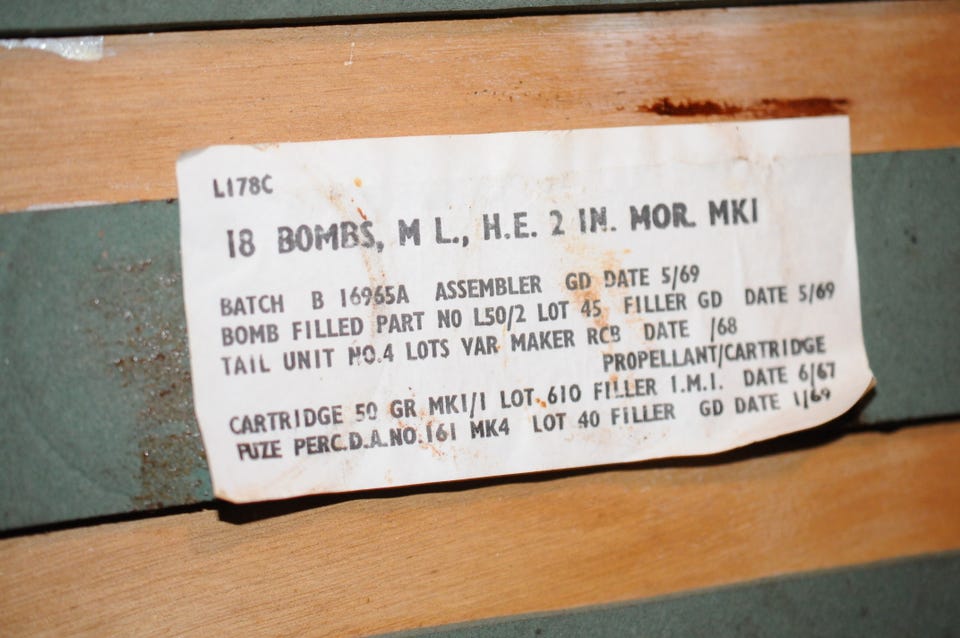 L178C
18 BOMBS, M L., H.E. 2 IN. MOR. MK1
BATCH B 16965A ASSEMBLER GD DATE 5/69
BOMB FILLED PART NO L50/2 LOT 45 FILLER GD DATE 5/69
TAIL UNIT NO.4 LOTS VAR MAKER RCB DATE /68
PROPELLANT/CARTRIDGE
CARTRIDGE 50 GR MK1/1 LOT 610 FILLER I.M.I. DATE 6/67
FUZE PERC.D.A.NO.161 MK4 LOT 40 FILLER GD DATE 1/69